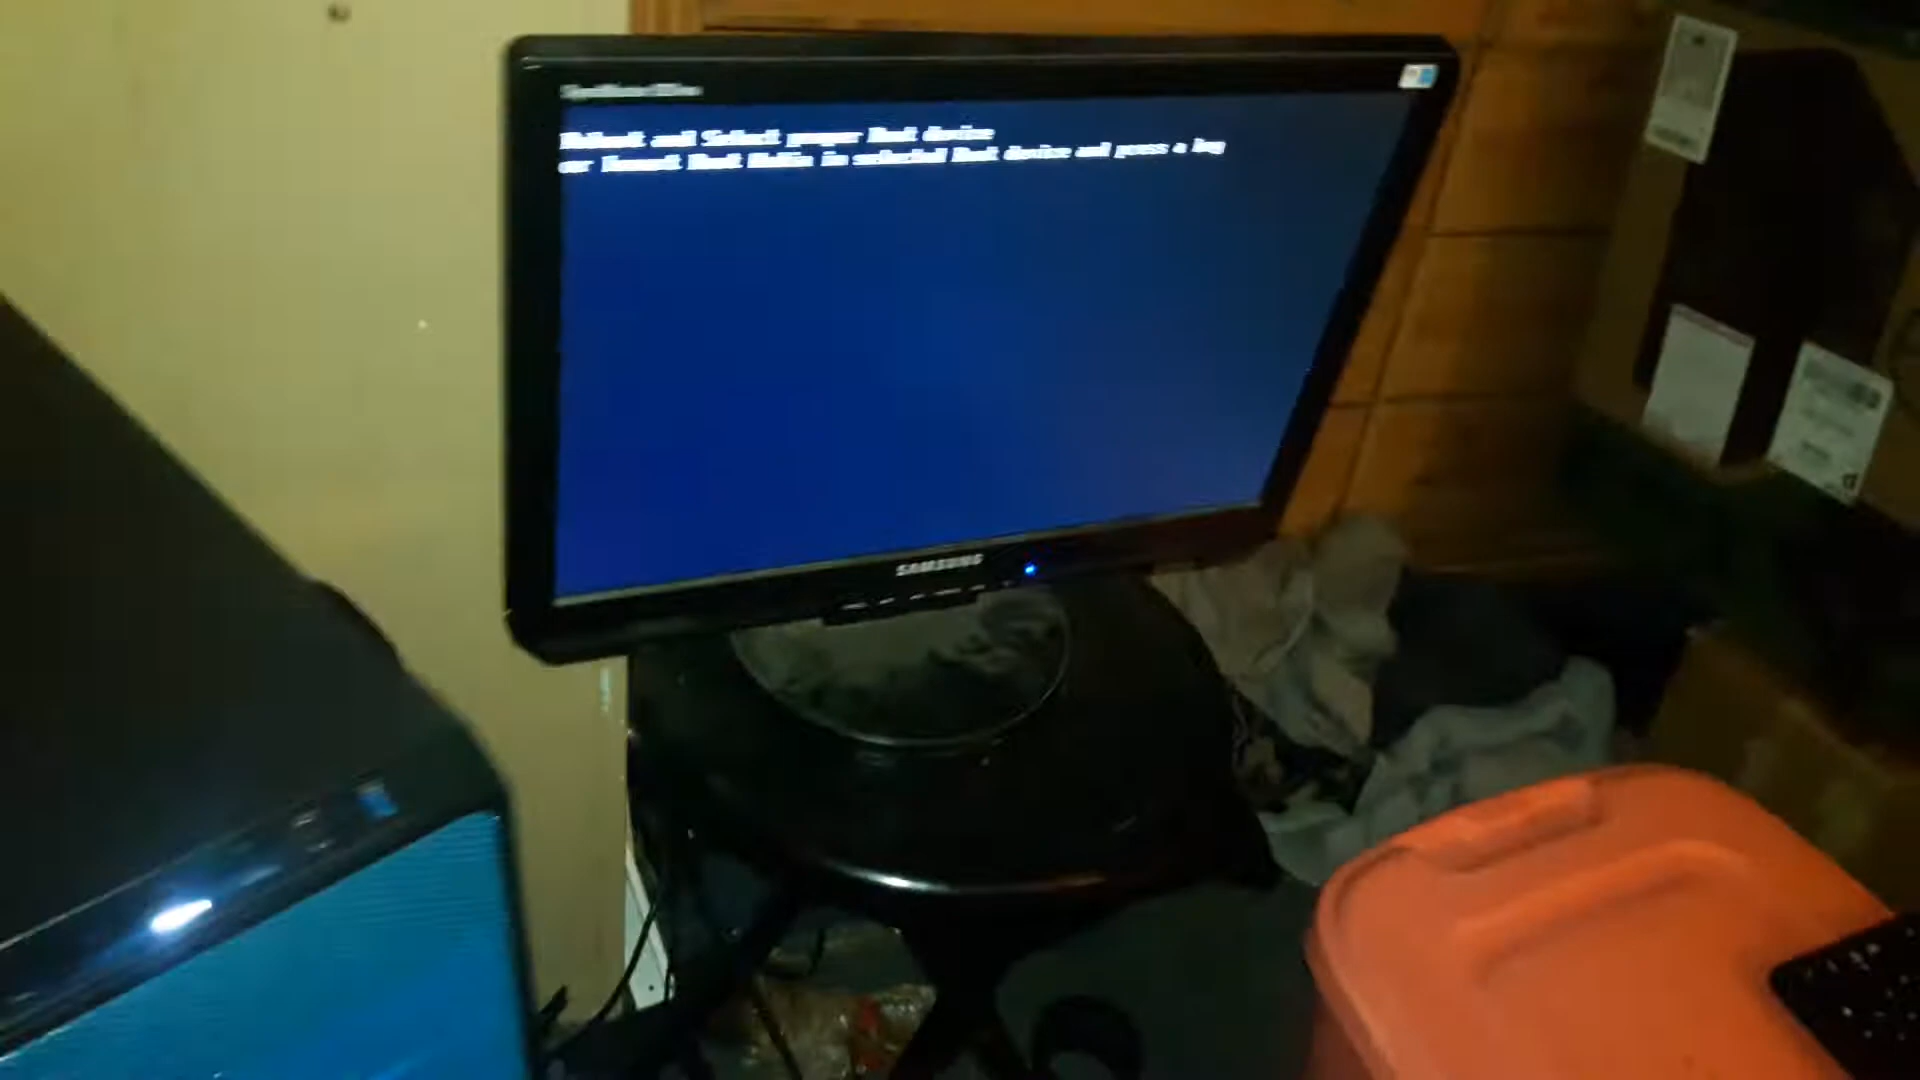 Reboot and Select proper Boot device
or Insert Boot Media in selected Boot device and press a key
SAMSUNG